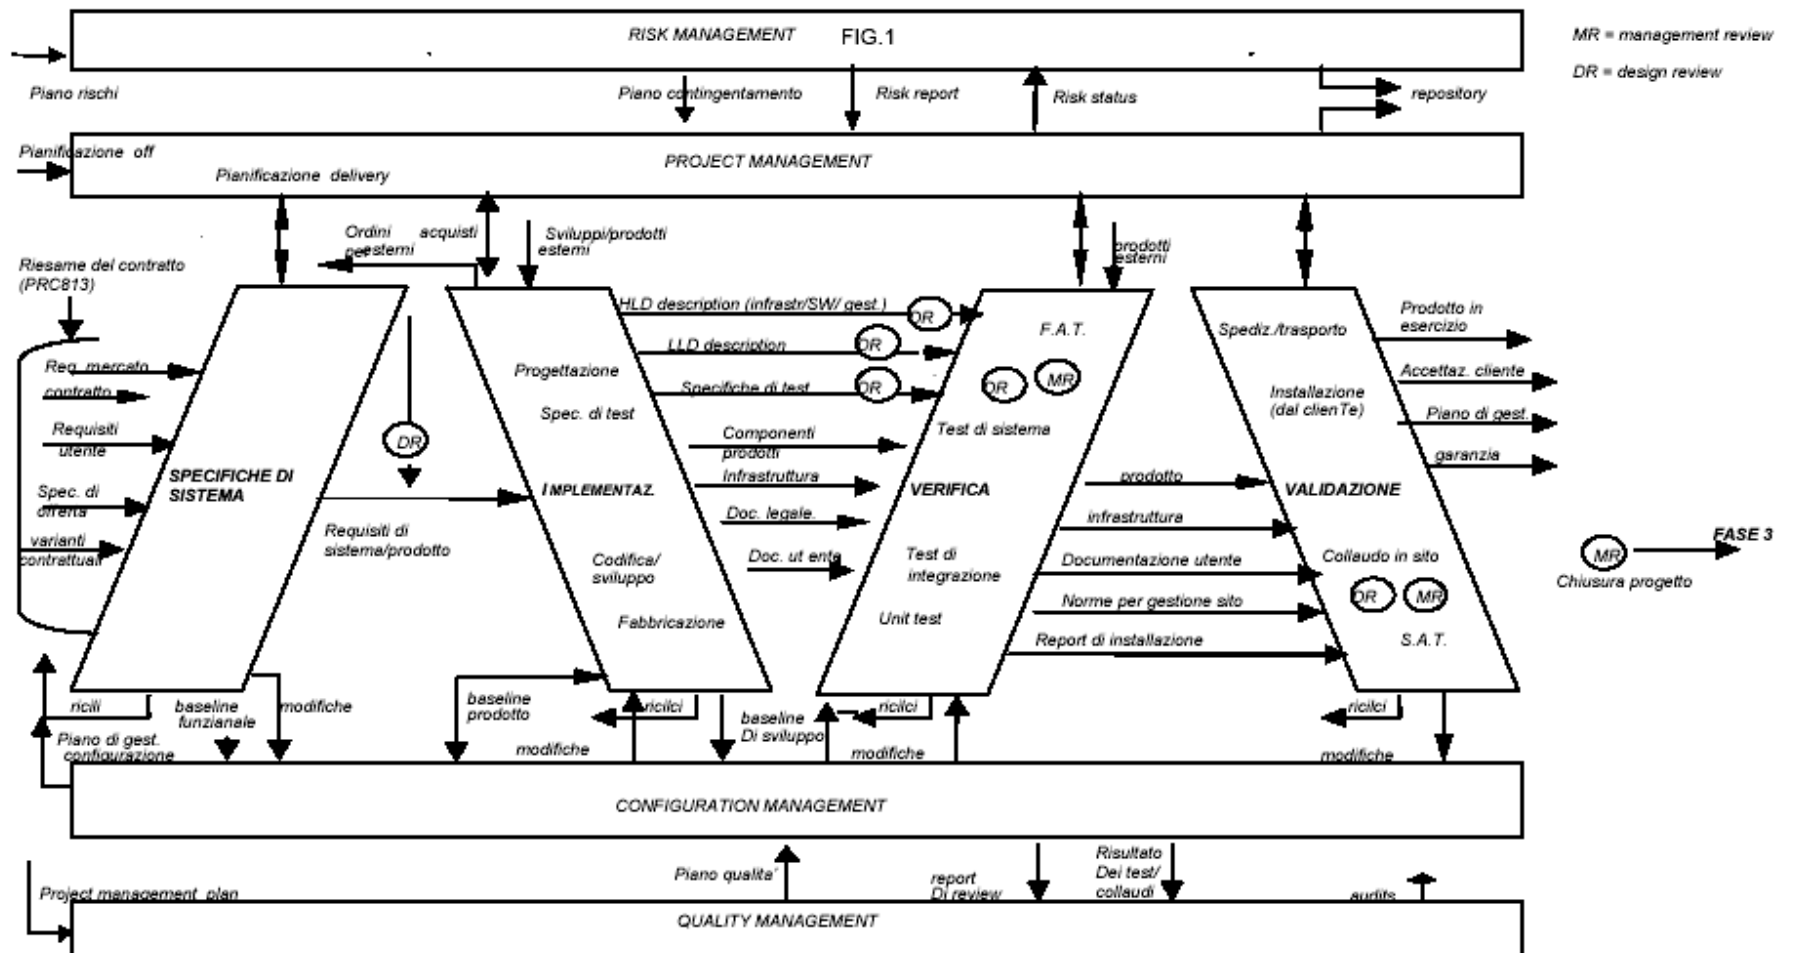 RISK MANAGEMENT
FIG.1
MR = management review
DR = design review
Piano rischi
Piano contingentamento
Risk report
Risk status
repository
Pianificazione off
PROJECT MANAGEMENT
Pianificazione delivery
Ordini acquisti
per esterni
Sviluppi/prodotti
esterni
prodotti
esterni
Riesame del contratto
(PRC813)
Req. mercato
contratto
Requisiti
utente
Spec. di
offerta
varianti
contrattuali
SPECIFICHE DI
SISTEMA
DR
Requisiti di
sistema/prodotto
HLD description (infrastr/SW/ gest.)
DR
LLD description
DR
Specifiche di test
DR
Progettazione
Spec. di test
IMPLEMENTAZ.
Codifica/
sviluppo
Fabbricazione
Componenti
prodotti
Infrastruttura
Doc. legale.
Doc. ut ente
F.A.T.
DR
MR
Test di sistema
VERIFICA
Test di
integrazione
Unit test
prodotto
infrastruttura
Documentazione utente
Norme per gestione sito
Report di installazione
Spediz./trasporto
Installazione
(dal clienTe)
VALIDAZIONE
Collaudo in sito
DR
MR
S.A.T.
Prodotto in
esercizio
Accettaz. cliente
Piano di gest.
garanzia
MR
FASE 3
Chiusura progetto
ricili
baseline
funzianale
modifiche
Piano di gest.
configurazione
baseline
prodotto
modifiche
ricilci
baseline
Di sviluppo
ricilci
modifiche
ricilci
modifiche
CONFIGURATION MANAGEMENT
Project management plan
Piano qualita'
report
Di review
Risultato
Dei test/
collaudi
audits
QUALITY MANAGEMENT